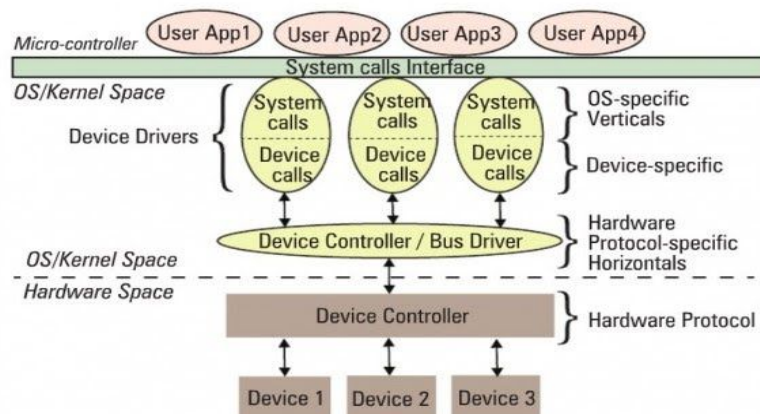 User App1
User App2
User App3
User App4
Micro-controller
System calls Interface
OS/Kernel Space
Device Drivers
System
calls
Device
calls
System
calls
Device
calls
System
calls
Device
calls
OS-specific
Verticals
Device-specific
Device Controller / Bus Driver
Hardware
Protocol-specific
Horizontals
OS/Kernel Space
Hardware Space
Device Controller
Hardware Protocol
Device 1
Device 2
Device 3